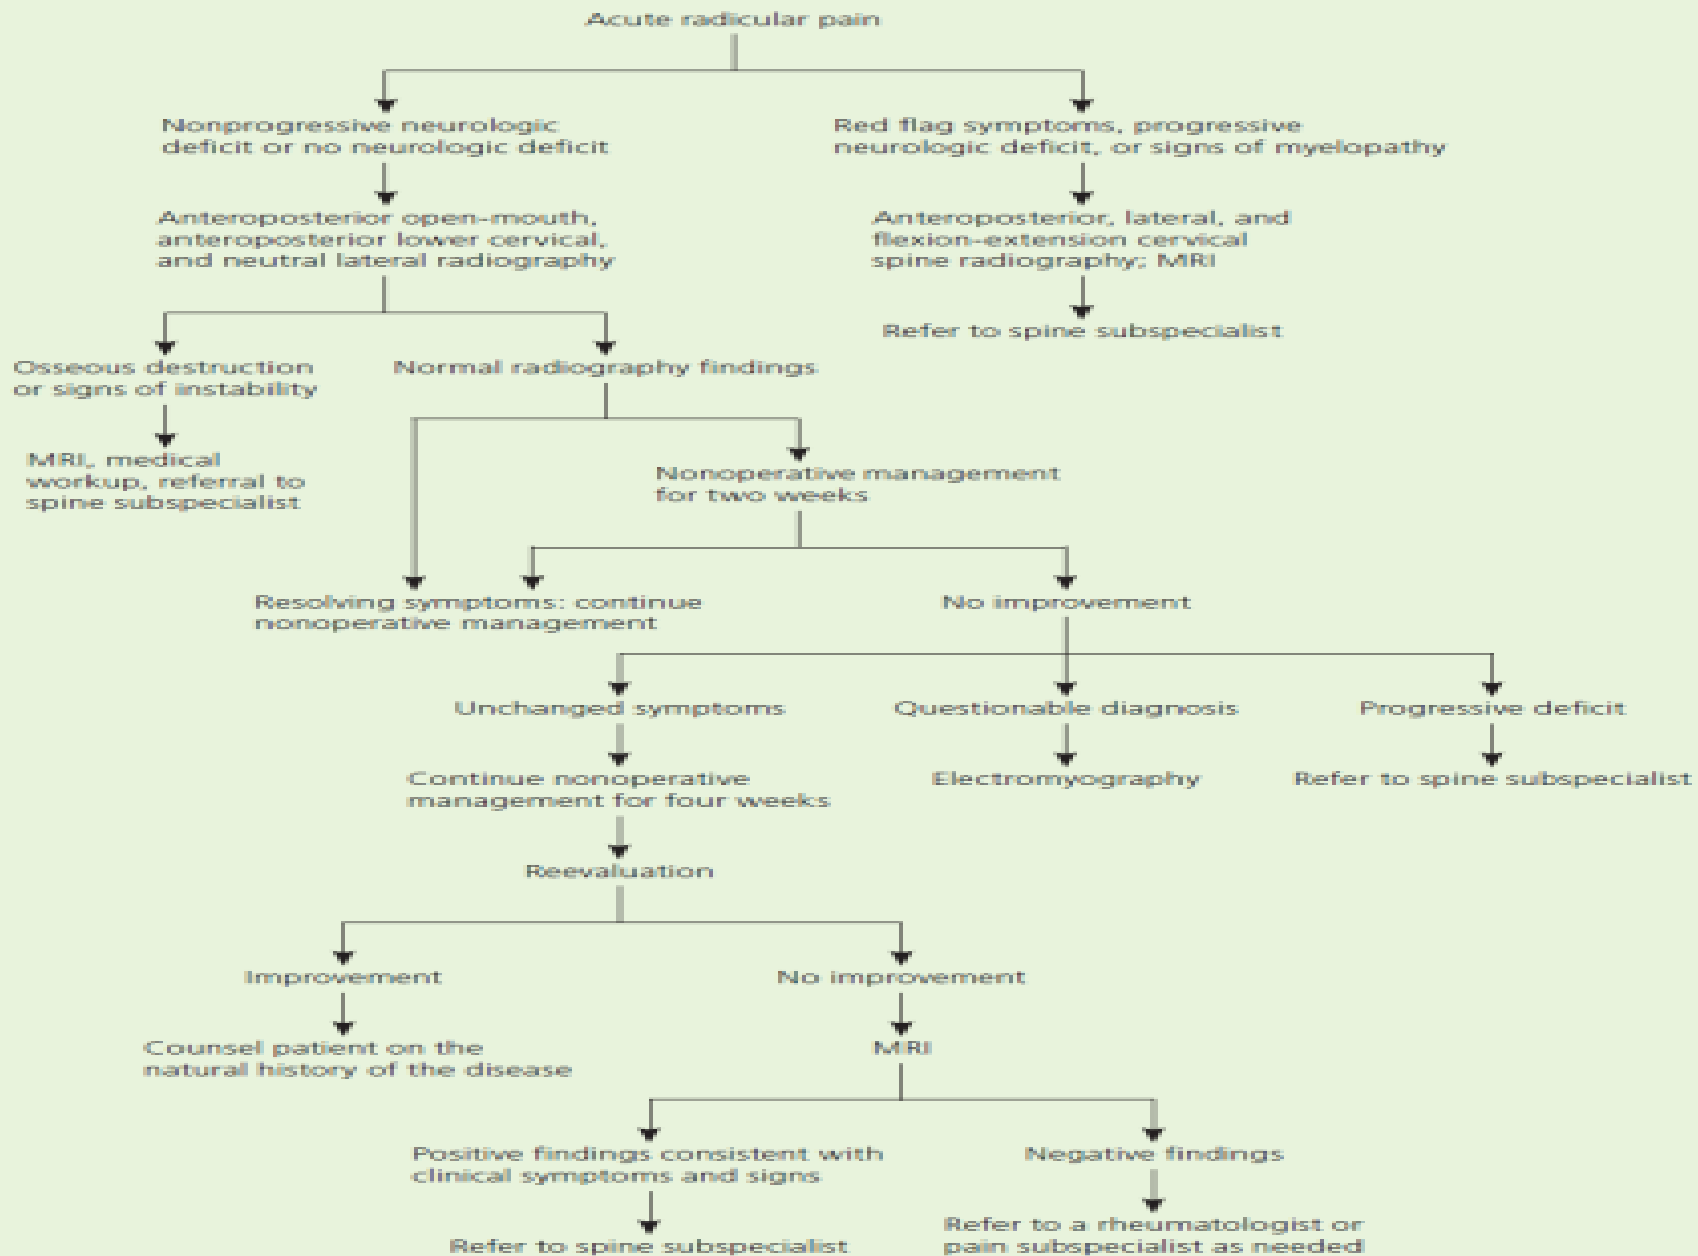 Acute radicular pain
Nonprogressive neurologic
deficit or no neurologic deficit
Red flag symptoms, progressive
neurologic deficit, or signs of myelopathy
Anteroposterior open-mouth,
anteroposterior lower cervical,
and neutral lateral radiography
Anteroposterior, lateral, and
flexion-extension cervical
spine radiography; MRI
Refer to spine subspecialist
Osseous destruction
or signs of instability
Normal radiography findings
MRI, medical
workup, referral to
spine subspecialist
Nonoperative management
for two weeks
Resolving symptoms: continue
nonoperative management
No improvement
Unchanged symptoms
Questionable diagnosis
Progressive deficit
Continue nonoperative
management for four weeks
Electromyography
Refer to spine subspecialist
Reevaluation
Improvement
No improvement
Counsel patient on the
natural history of the disease
MRI
Positive findings consistent with
clinical symptoms and signs
Negative findings
Refer to spine subspecialist
Refer to a rheumatologist or
pain subspecialist as needed